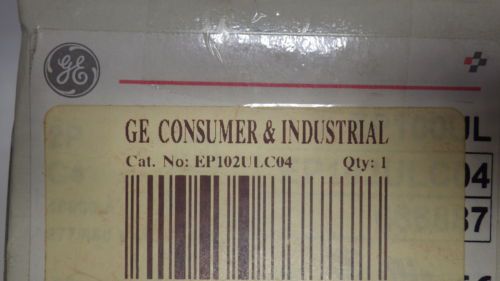 GE
GE CONSUMER & INDUSTRIAL
Cat. No: EP102ULC04 Qty: 1